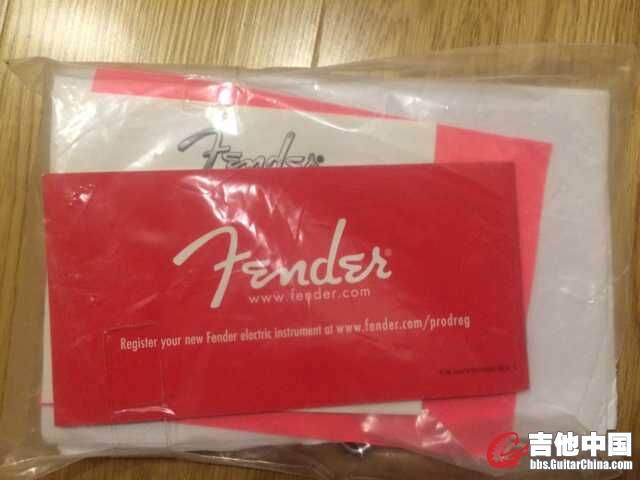 Fender®
Fender®
www.fender.com
Register your new Fender electric instrument at www.fender.com/prodreg
吉他中国
bbs.GuitarChina.com